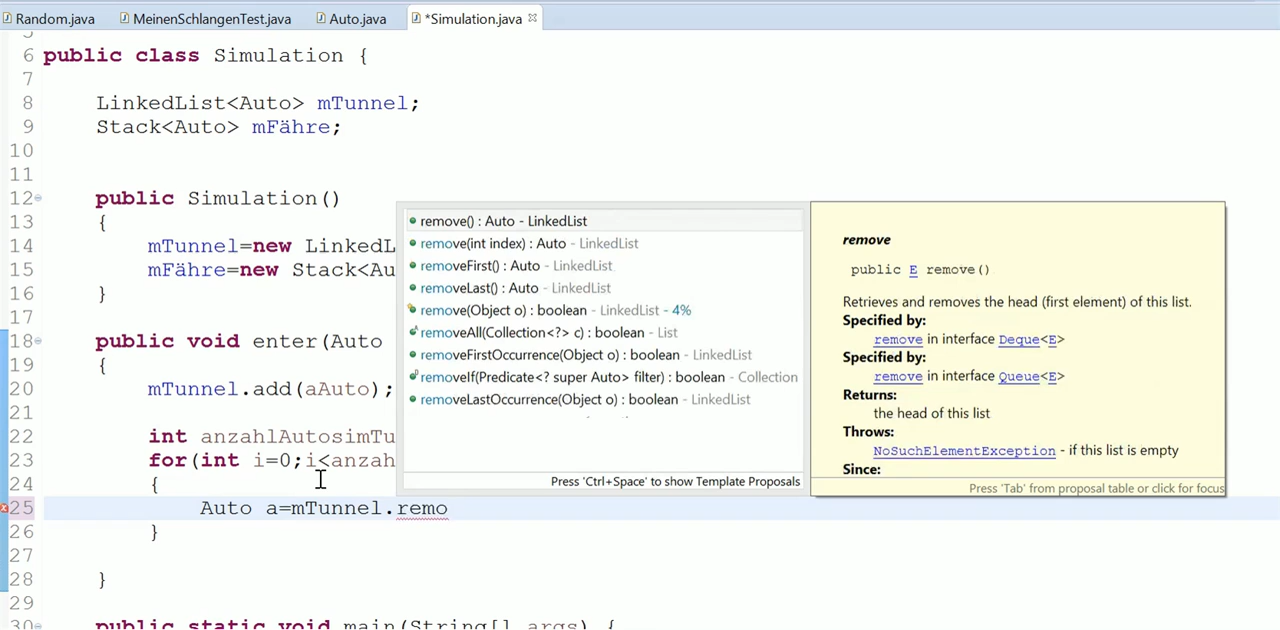 Random.java MeinenSchlangenTest.java Auto.java *Simulation.java
5
6 public class Simulation {
7
8 LinkedList<Auto> mTunnel;
9 Stack<Auto> mFähre;
10
11
12 public Simulation()
13 {
14 mTunnel=new LinkedL
15 mFähre=new Stack<Au
16 }
17
18 public void enter(Auto
19 {
20 mTunnel.add(aAuto);
21
22 int anzahlAutosimTu
23 for(int i=0;i<anzah
24 {
25 Auto a=mTunnel.remo
26 }
27
28 }
29
30 public static void main(String[] args) {
remove() : Auto - LinkedList
remove(int index) : Auto - LinkedList
removeFirst() : Auto - LinkedList
removeLast() : Auto - LinkedList
remove(Object o) : boolean - LinkedList - 4%
removeAll(Collection<?> c) : boolean - List
removeFirstOccurrence(Object o) : boolean - LinkedList
removeIf(Predicate<? super Auto> filter) : boolean - Collection
removeLastOccurrence(Object o) : boolean - LinkedList
Press 'Ctrl+Space' to show Template Proposals
remove
public E remove()
Retrieves and removes the head (first element) of this list.
Specified by:
remove in interface Deque<E>
Specified by:
remove in interface Queue<E>
Returns:
the head of this list
Throws:
NoSuchElementException - if this list is empty
Since:
Press 'Tab' from proposal table or click for focus